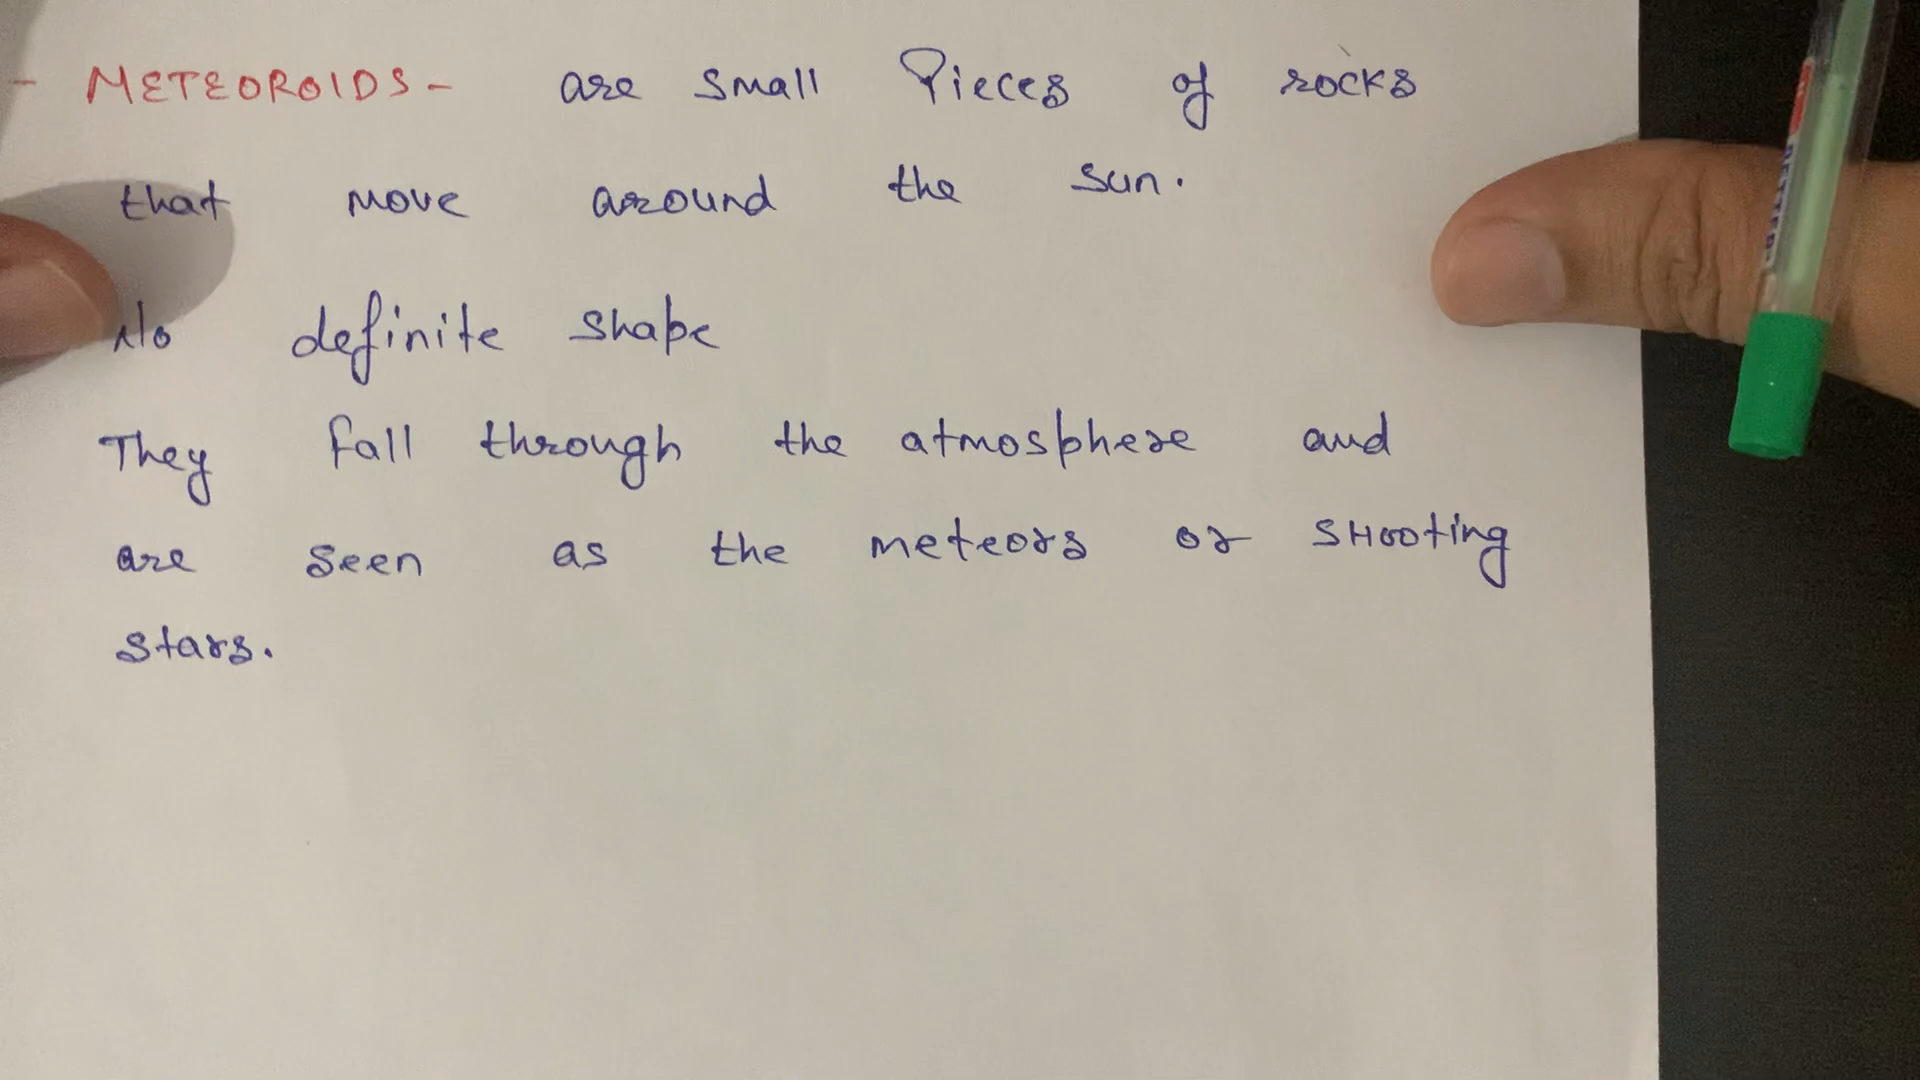 - METEOROIDS - are small Pieces of rocks
that move around the sun.
No definite shape
They fall through the atmosphere and
are seen as the meteors or SHooting
stars.